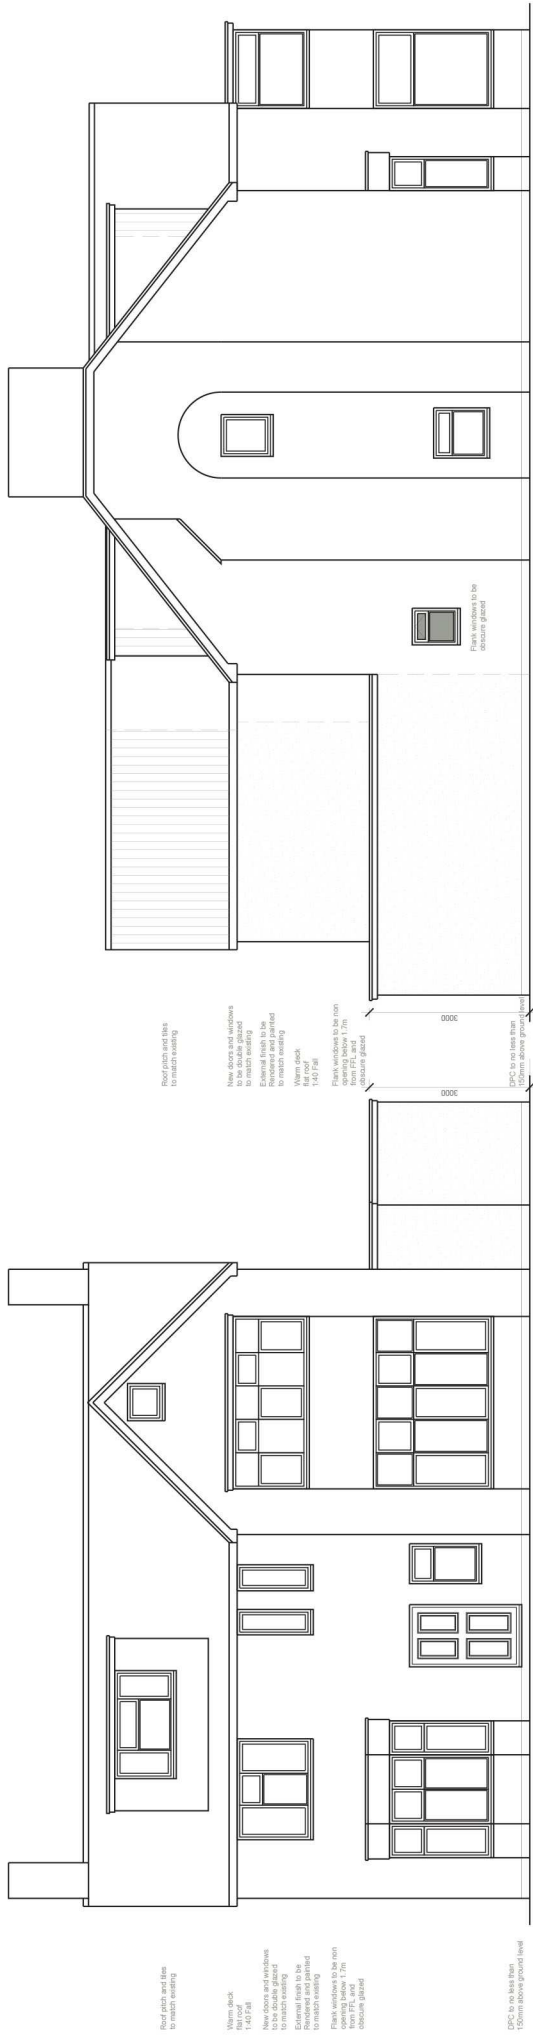 Roof pitch and tiles
to match existing
Warm deck
flat roof
1:40 Fall
New doors and windows
to be double glazed
to match existing
External finish to be
Rendered and painted
to match existing
Flank windows to be non
opening below 1.7m
from FFL and
obscure glazed
DPC to no less than
150mm above ground level
3000
Roof pitch and tiles
to match existing
New doors and windows
to be double glazed
to match existing
External finish to be
Rendered and painted
to match existing
Warm deck
flat roof
1:40 Fall
Flank windows to be non
opening below 1.7m
from FFL and
obscure glazed
DPC to no less than
150mm above ground level
3000
Flank windows to be
obscure glazed